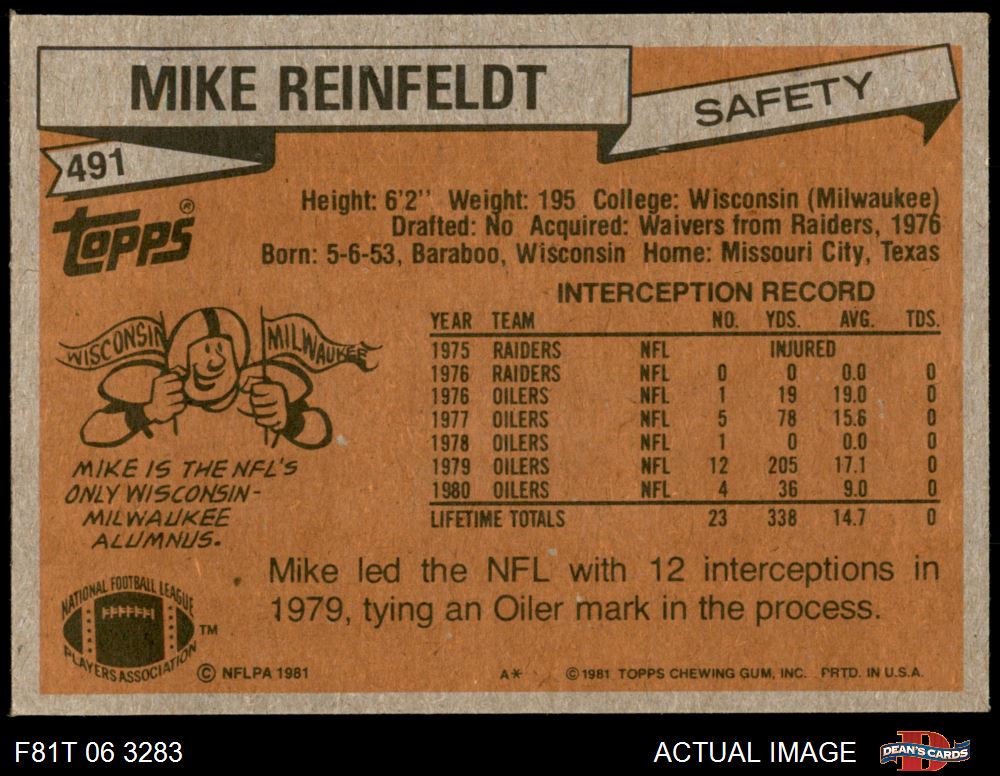 MIKE REINFELDT
SAFETY
491
Topps®
Height: 6'2" Weight: 195 College: Wisconsin (Milwaukee)
Drafted: No Acquired: Waivers from Raiders, 1976
Born: 5-6-53, Baraboo, Wisconsin Home: Missouri City, Texas
INTERCEPTION RECORD
YEAR TEAM NO. YDS. AVG. TDS.
1975 RAIDERS NFL INJURED
1976 RAIDERS NFL 0 0 0.0 0
1976 OILERS NFL 1 19 19.0 0
1977 OILERS NFL 5 78 15.6 0
1978 OILERS NFL 1 0 0.0 0
1979 OILERS NFL 12 205 17.1 0
1980 OILERS NFL 4 36 9.0 0
LIFETIME TOTALS 23 338 14.7 0
WISCONSIN MILWAUKEE
MIKE IS THE NFL'S
ONLY WISCONSIN-
MILWAUKEE
ALUMNUS.
Mike led the NFL with 12 interceptions in
1979, tying an Oiler mark in the process.
NATIONAL FOOTBALL LEAGUE
PLAYERS ASSOCIATION
™
© NFLPA 1981
A*
© 1981 TOPPS CHEWING GUM, INC. PRTD. IN U.S.A.
F81T 06 3283
ACTUAL IMAGE
D
DEAN'S CARDS